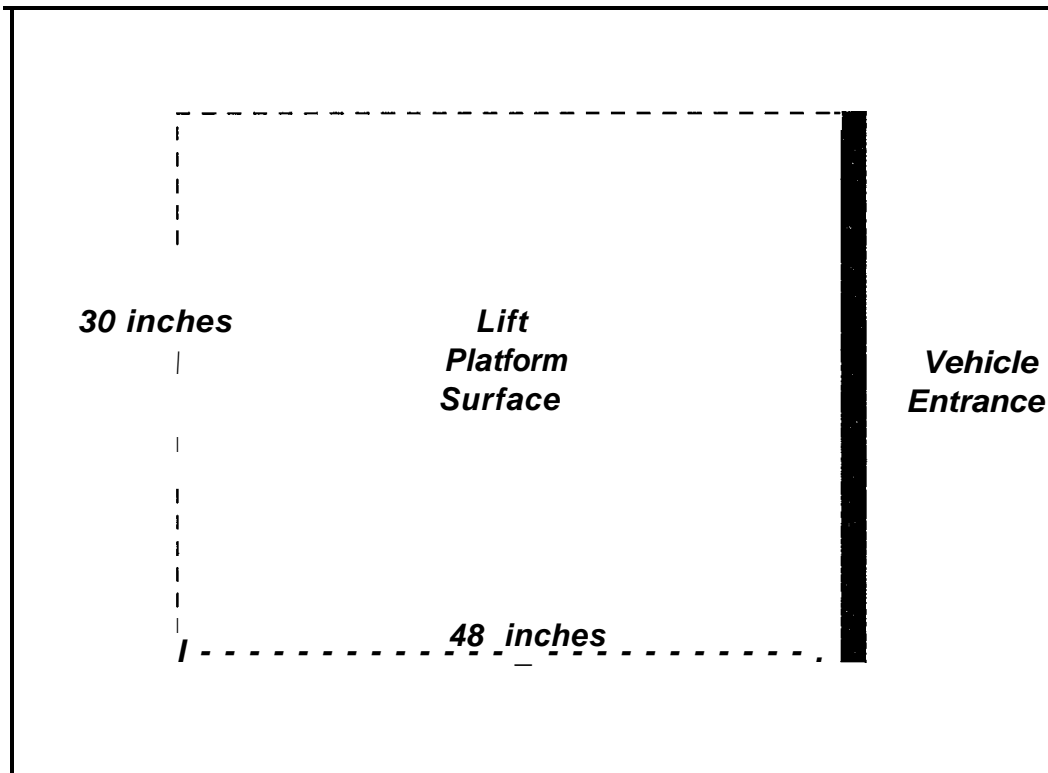 30 inches
Lift
Platform
Surface
Vehicle
Entrance
48 inches